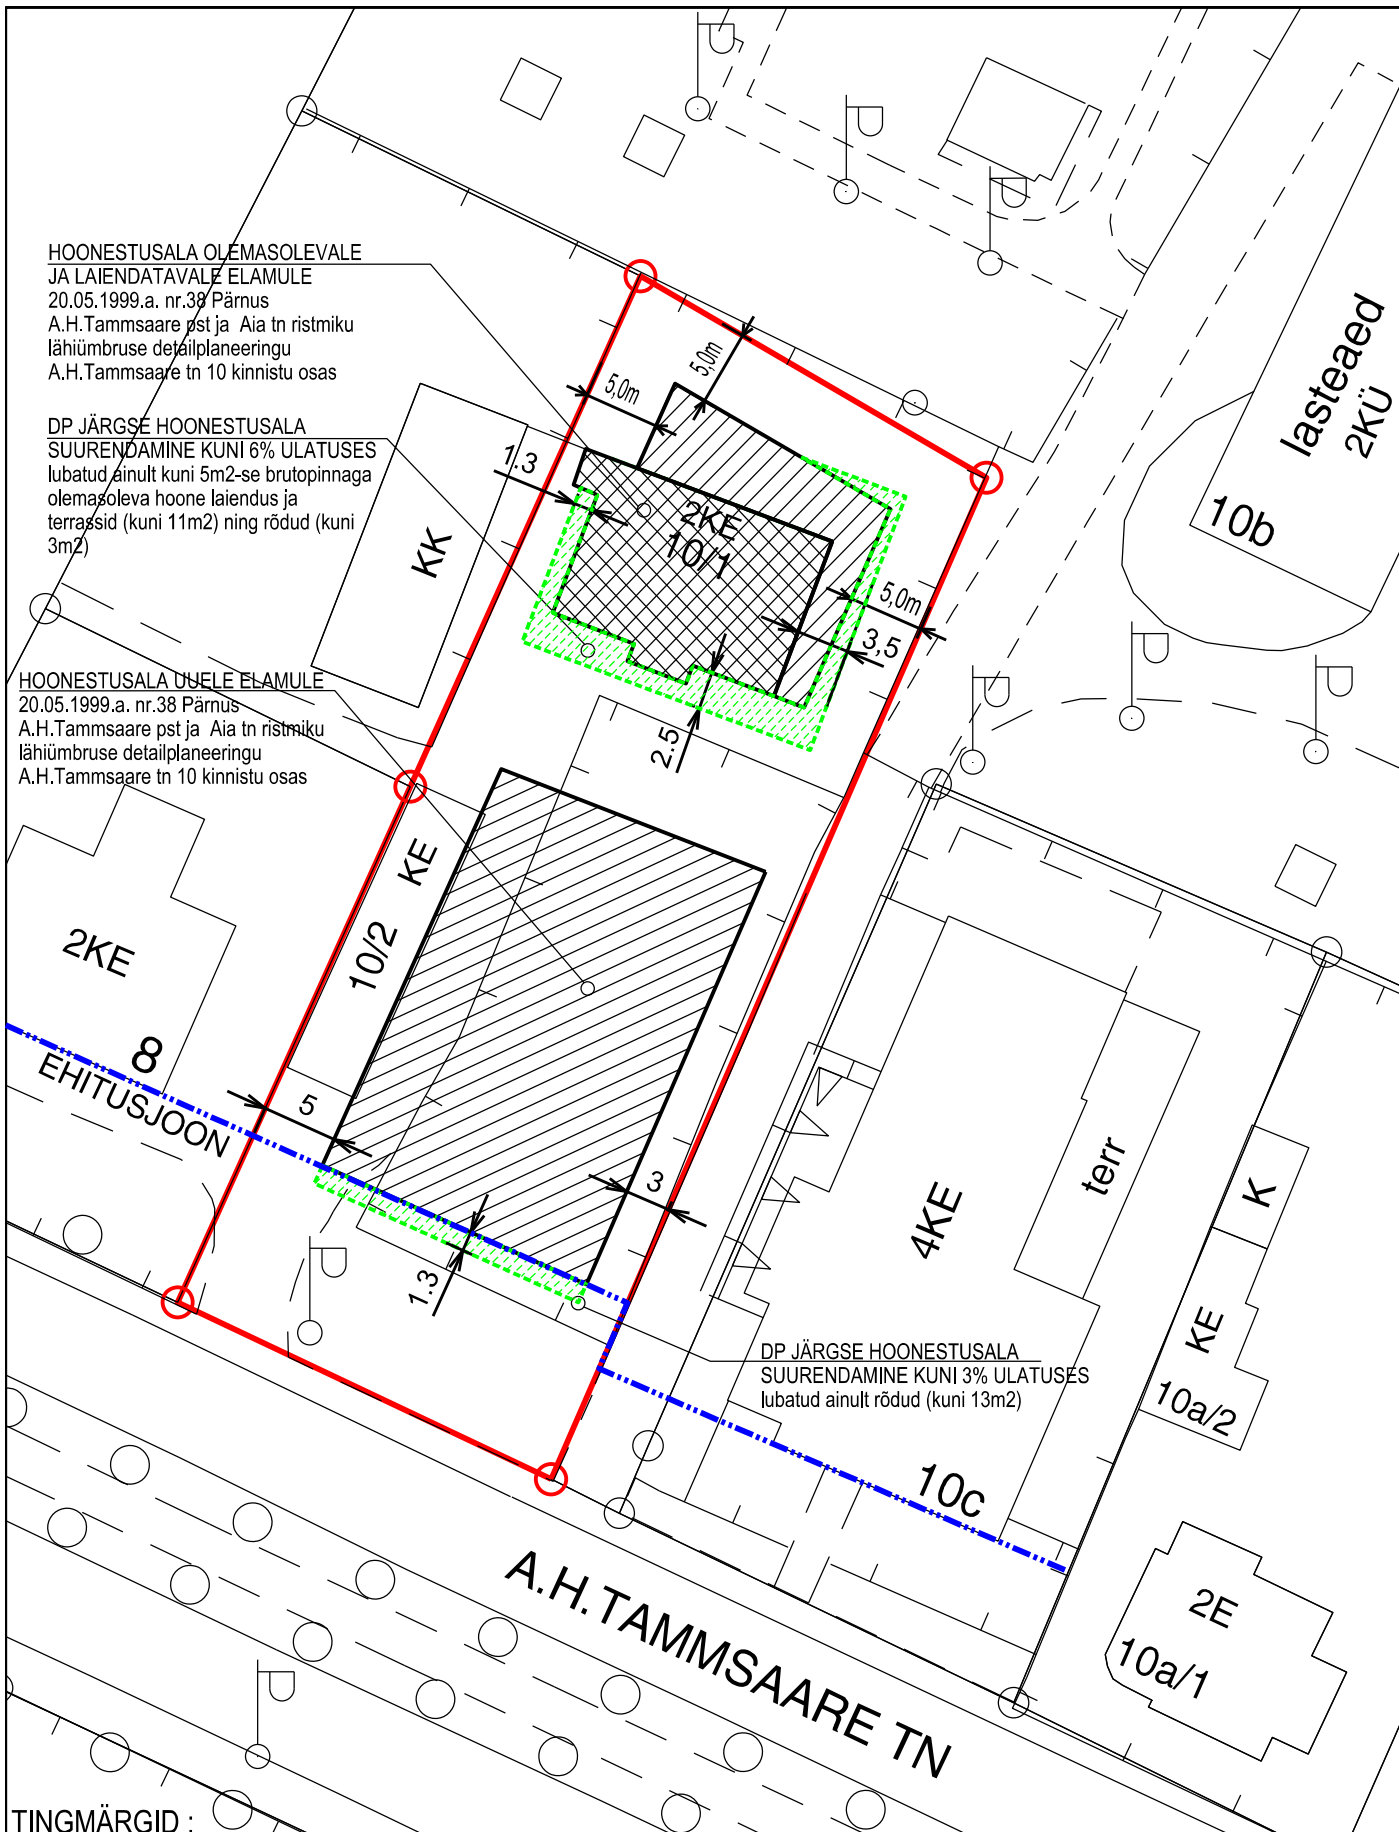 HOONESTUSALA OLEMASOLEVALE
JA LAIENDATAVALE ELAMULE
20.05.1999.a. nr.38 Pärnus
A.H.Tammsaare pst ja Aia tn ristmiku
lähiümbruse detailplaneeringu
A.H.Tammsaare tn 10 kinnistu osas
DP JÄRGSE HOONESTUSALA
SUURENDAMINE KUNI 6% ULATUSES
lubatud ainult kuni 5m2-se brutopinnaga
olemasoleva hoone laiendus ja
terrassid (kuni 11m2) ning rõdud (kuni
3m2)
HOONESTUSALA UUELE ELAMULE
20.05.1999.a. nr.38 Pärnus
A.H.Tammsaare pst ja Aia tn ristmiku
lähiümbruse detailplaneeringu
A.H.Tammsaare tn 10 kinnistu osas
5,0m
5,0m
1.3
2KE
10/1
KK
5,0m
3,5
2.5
lasteaed
2KÜ
10b
KE
10/2
2KE
8
EHITUSJOON
5
3
1.3
4KE
terr
K
KE
10a/2
DP JÄRGSE HOONESTUSALA
SUURENDAMINE KUNI 3% ULATUSES
lubatud ainult rõdud (kuni 13m2)
10c
2E
10a/1
A.H.TAMMSAARE TN
TINGMÄRGID :